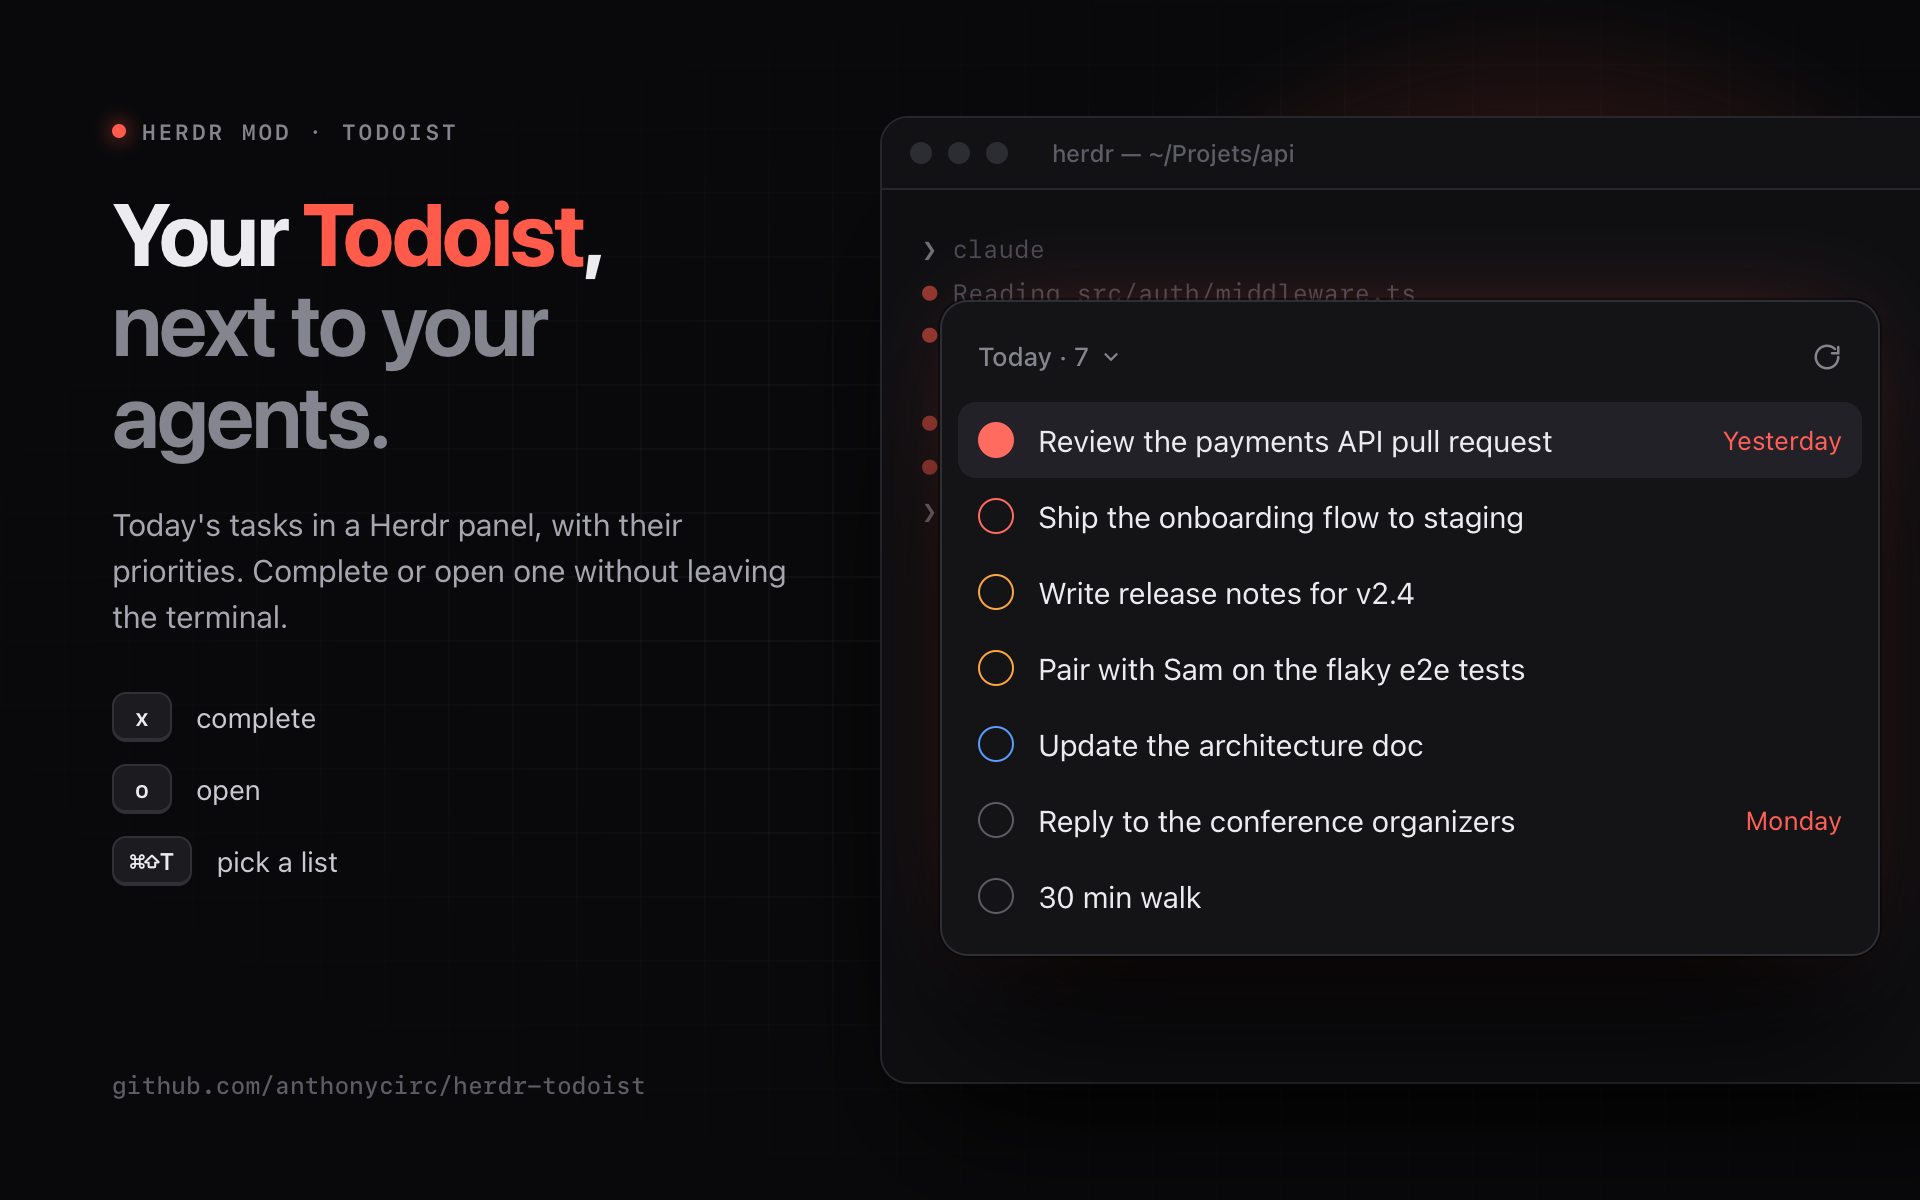 HERDR MOD · TODOIST
Your Todoist,
next to your
agents.
Today's tasks in a Herdr panel, with their
priorities. Complete or open one without leaving
the terminal.
x complete
o open
⌘⇧T pick a list
github.com/anthonycirc/herdr-todoist
herdr — ~/Projets/api
❯ claude
Reading src/auth/middleware.ts
❯
Today · 7
Review the payments API pull request Yesterday
Ship the onboarding flow to staging
Write release notes for v2.4
Pair with Sam on the flaky e2e tests
Update the architecture doc
Reply to the conference organizers Monday
30 min walk